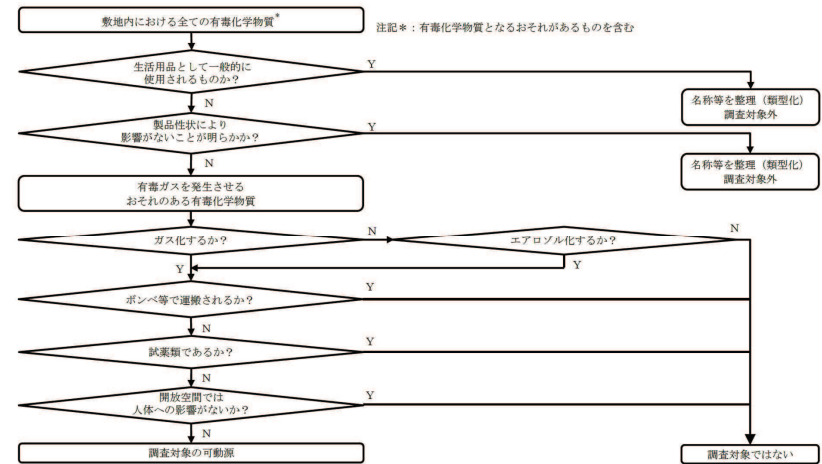 敷地内における全ての有毒化学物質*
注記*：有毒化学物質となるおそれがあるものを含む
生活用品として一般的に
使用されるものか？
Y
N
名称等を整理（類型化）
調査対象外
製品性状により
影響がないことが明らかか？
Y
N
名称等を整理（類型化）
調査対象外
有毒ガスを発生させる
おそれのある有毒化学物質
ガス化するか？
N
エアロゾル化するか？
N
Y
Y
ボンベ等で運搬されるか？
Y
N
試薬類であるか？
Y
N
開放空間では
人体への影響がないか？
Y
N
調査対象の可動源
調査対象ではない